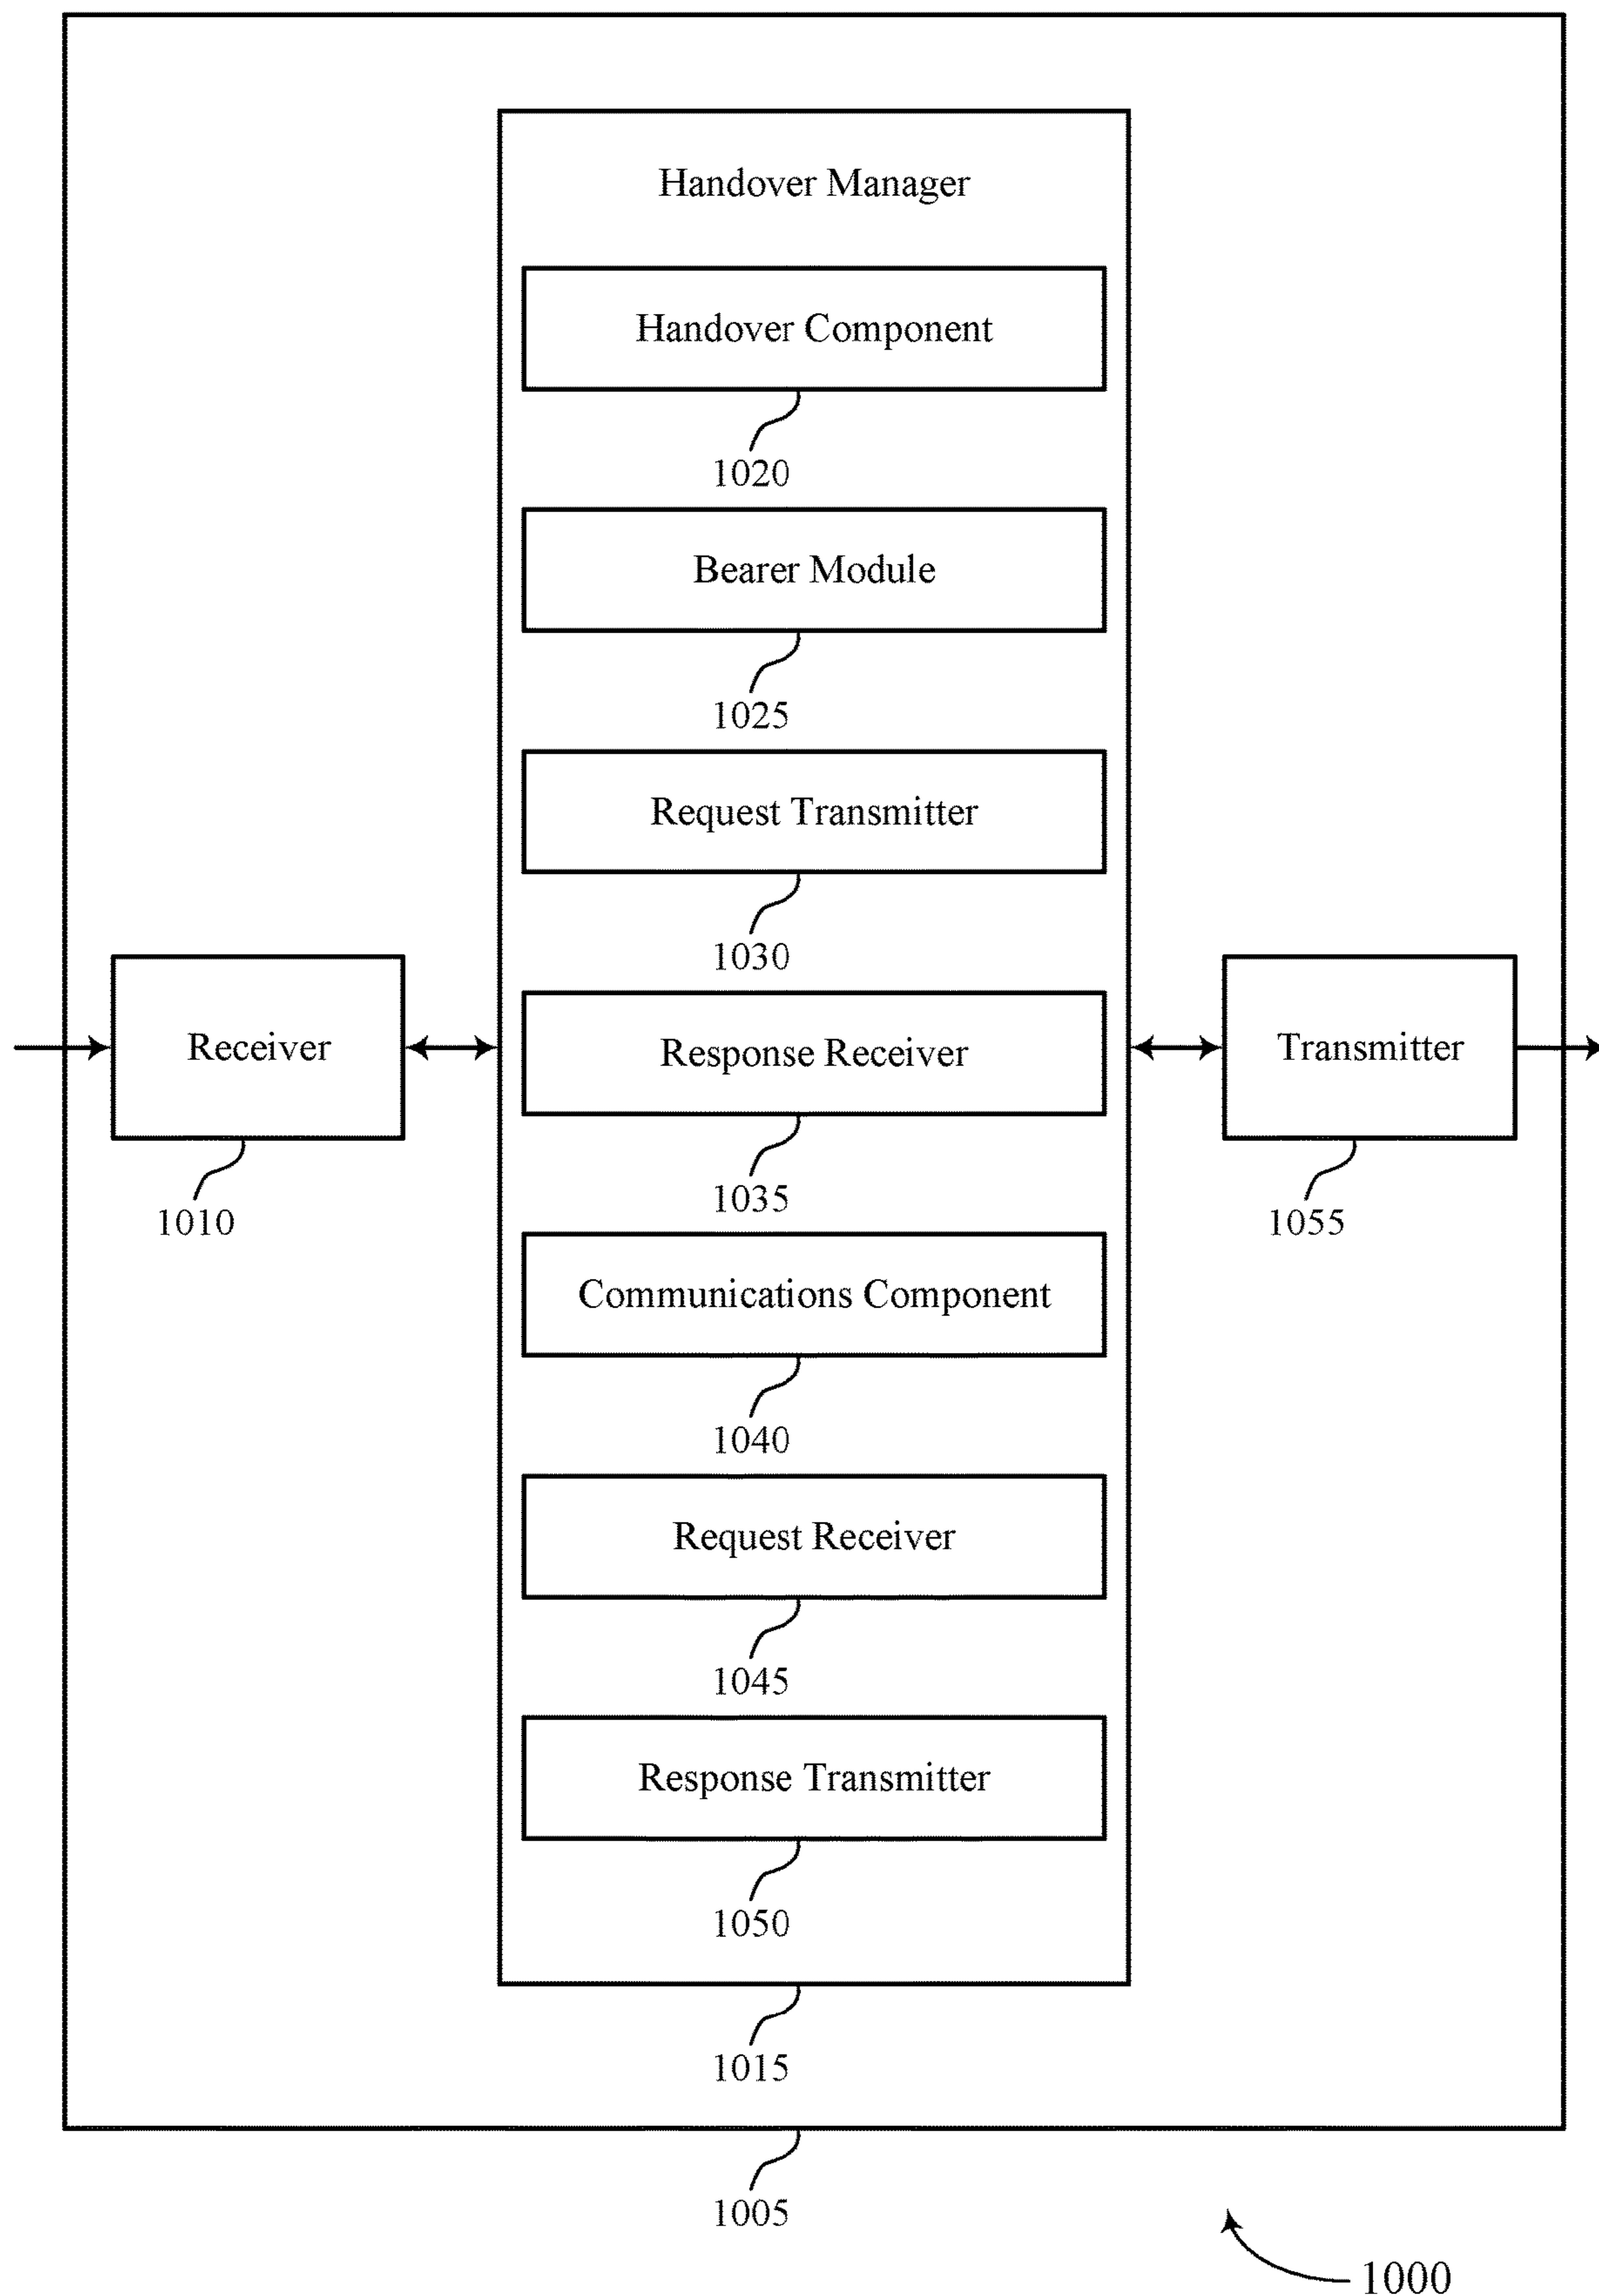 Handover Manager
Handover Component
1020
Bearer Module
1025
Request Transmitter
1030
Receiver
1010
Response Receiver
1035
Transmitter
1055
Communications Component
1040
Request Receiver
1045
Response Transmitter
1050
1015
1005
1000